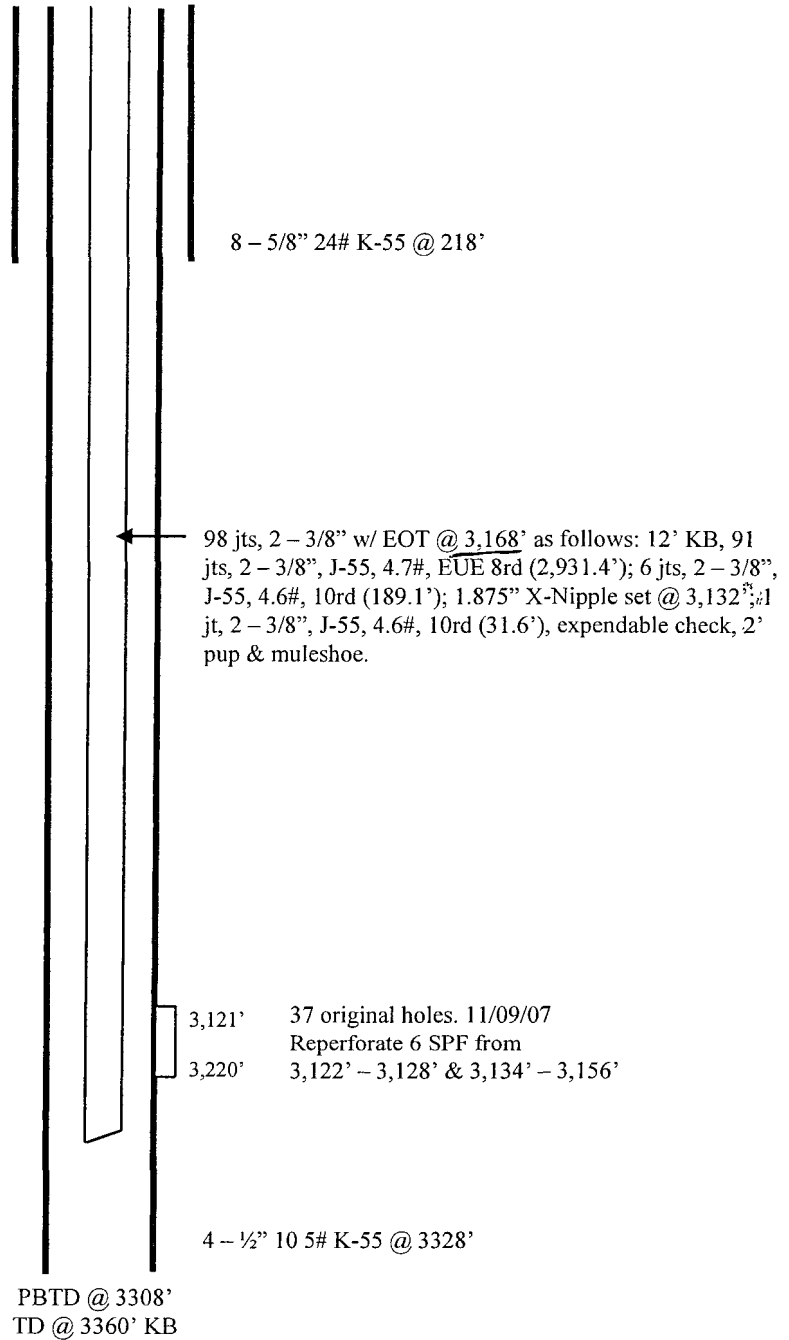 8 – 5/8” 24# K-55 @ 218’
98 jts, 2 – 3/8” w/ EOT @ 3,168’ as follows: 12’ KB, 91
jts, 2 – 3/8”, J-55, 4.7#, EUE 8rd (2,931.4’); 6 jts, 2 – 3/8”,
J-55, 4.6#, 10rd (189.1’); 1.875” X-Nipple set @ 3,132’; 1
jt, 2 – 3/8”, J-55, 4.6#, 10rd (31.6’), expendable check, 2’
pup & muleshoe.
3,121’ 37 original holes. 11/09/07
Reperforate 6 SPF from
3,220’ 3,122’ – 3,128’ & 3,134’ – 3,156’
4 – ½” 10 5# K-55 @ 3328’
PBTD @ 3308’
TD @ 3360’ KB